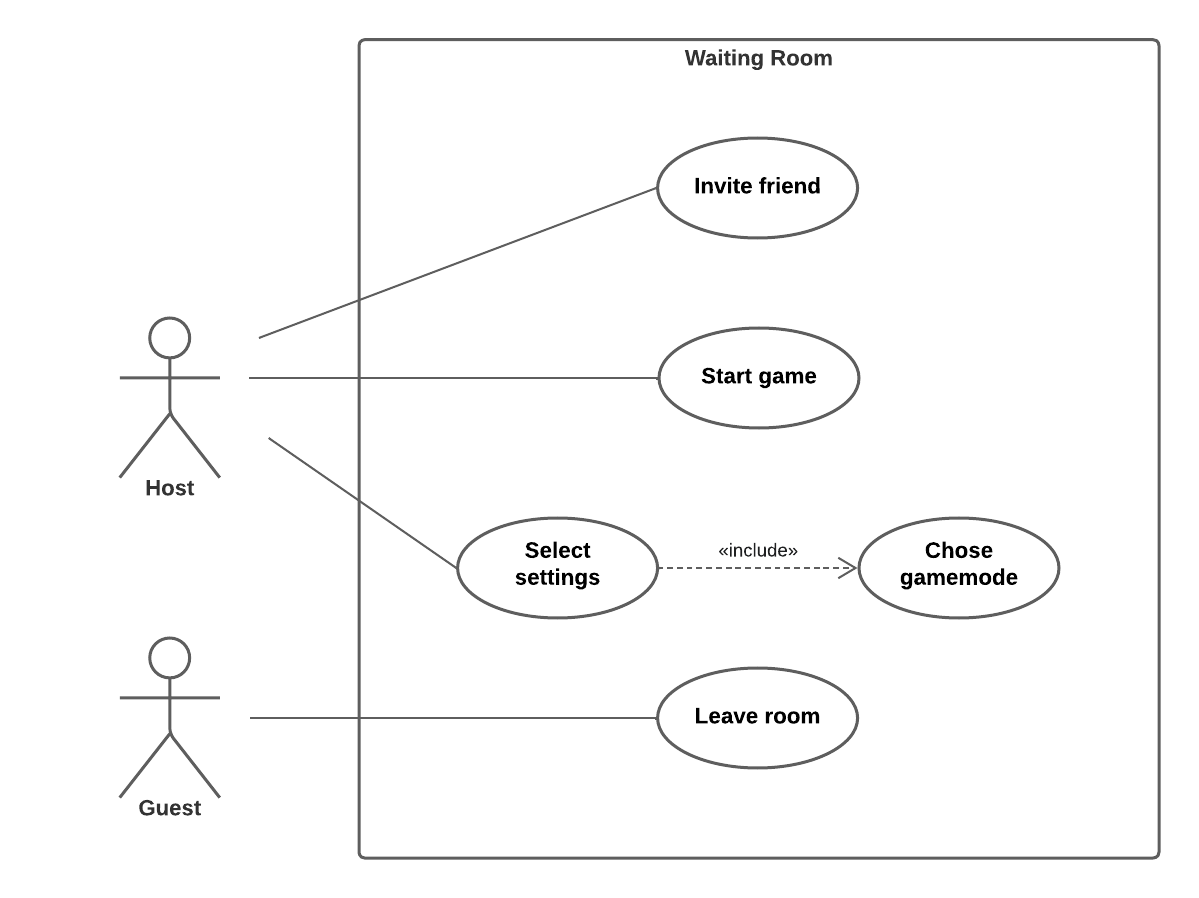 Waiting Room
Invite friend
Start game
Host
Select
settings
«include»
Chose
gamemode
Leave room
Guest